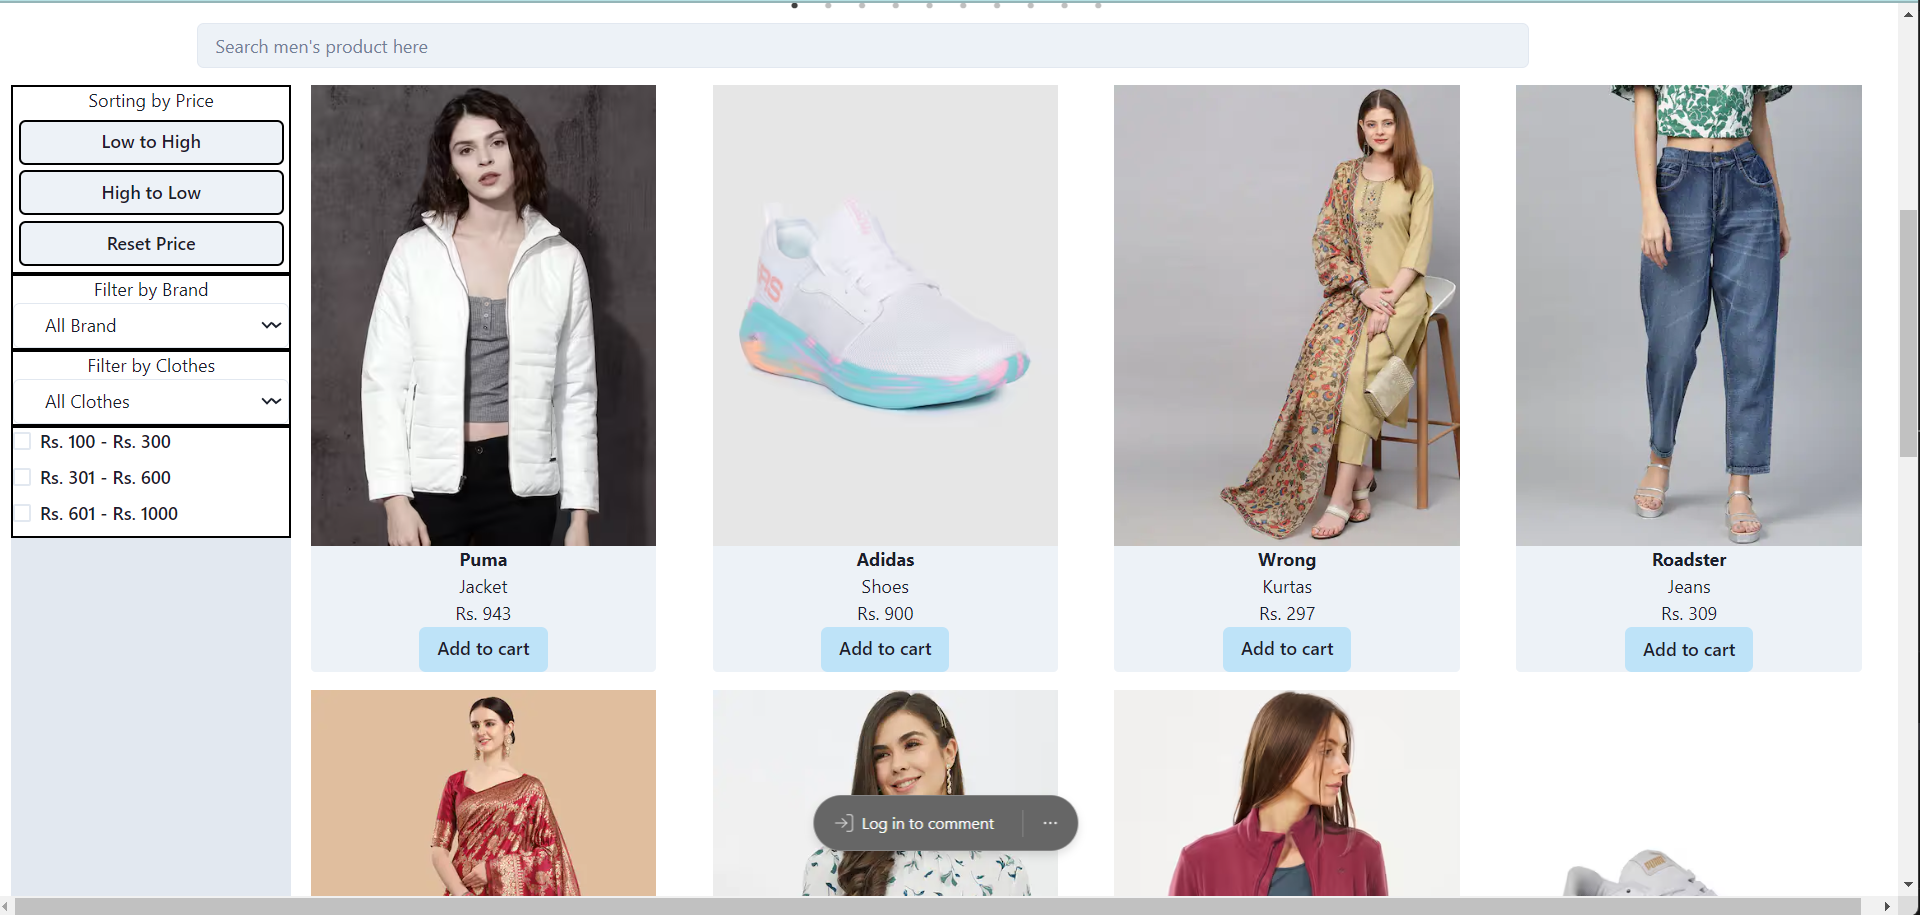 Search men's product here
Sorting by Price
Low to High
High to Low
Reset Price
Filter by Brand
All Brand
Filter by Clothes
All Clothes
Rs. 100 - Rs. 300
Rs. 301 - Rs. 600
Rs. 601 - Rs. 1000
Puma
Jacket
Rs. 943
Add to cart
Adidas
Shoes
Rs. 900
Add to cart
Wrong
Kurtas
Rs. 297
Add to cart
Roadster
Jeans
Rs. 309
Add to cart
Log in to comment